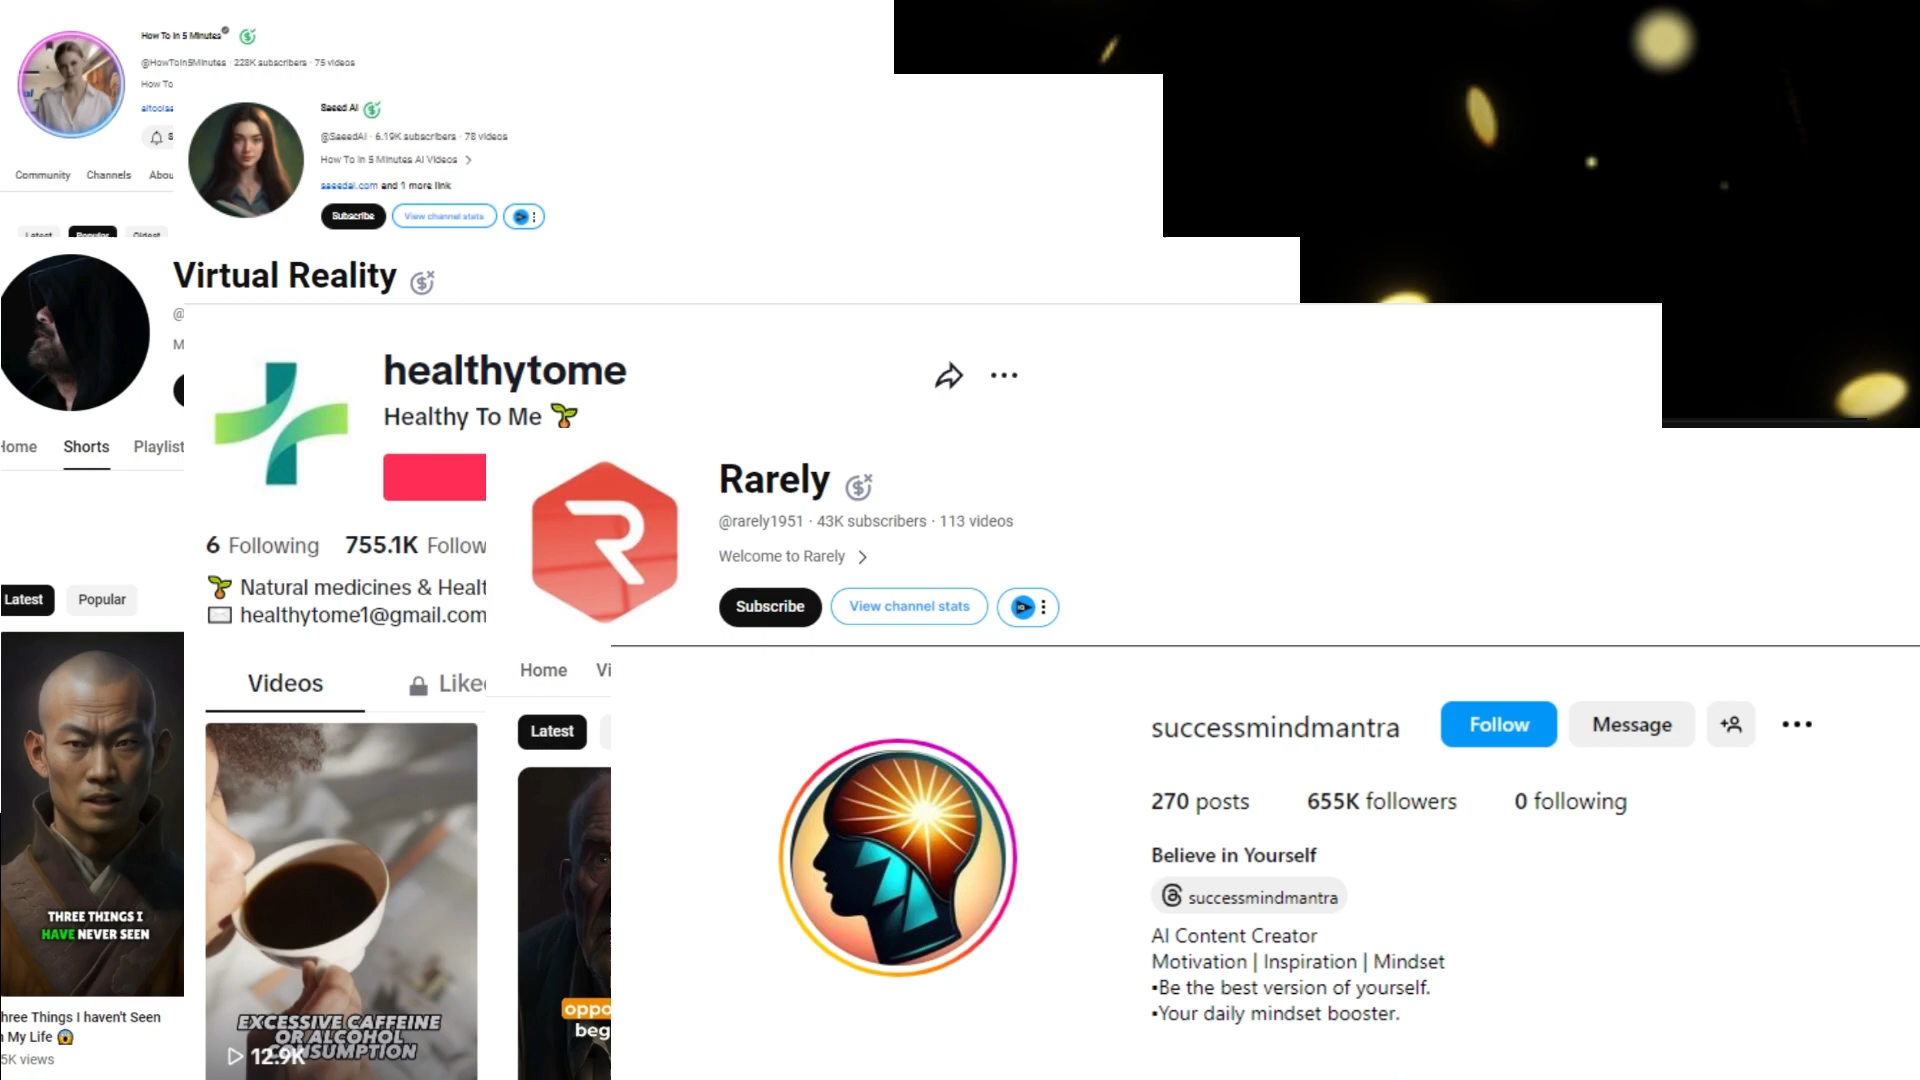 How To In 5 Minutes
@HowToIn5Minutes · 228K subscribers · 75 videos
How To
aitoolss
S
Community Channels Abou
Latest Popular Oldest
Saeed AI
@SaeedAI · 6.19K subscribers · 78 videos
How To In 5 Minutes AI Videos
saeedai.com and 1 more link
Subscribe View channel stats
Virtual Reality
@
M
Home Shorts Playlist
Latest Popular
THREE THINGS I
HAVE NEVER SEEN
hree Things I haven't Seen
My Life 😱
5K views
healthytome
Healthy To Me 🌱
6 Following 755.1K Follow
🌱 Natural medicines & Healt
✉️ healthytome1@gmail.com
Videos Like
EXCESSIVE CAFFEINE
OR ALCOHOL
CONSUMPTION
12.9K
Rarely
@rarely1951 · 43K subscribers · 113 videos
Welcome to Rarely
Subscribe View channel stats
Home Vi
Latest
oppo
beg
successmindmantra Follow Message
270 posts 655K followers 0 following
Believe in Yourself
successmindmantra
AI Content Creator
Motivation | Inspiration | Mindset
▪Be the best version of yourself.
▪Your daily mindset booster.